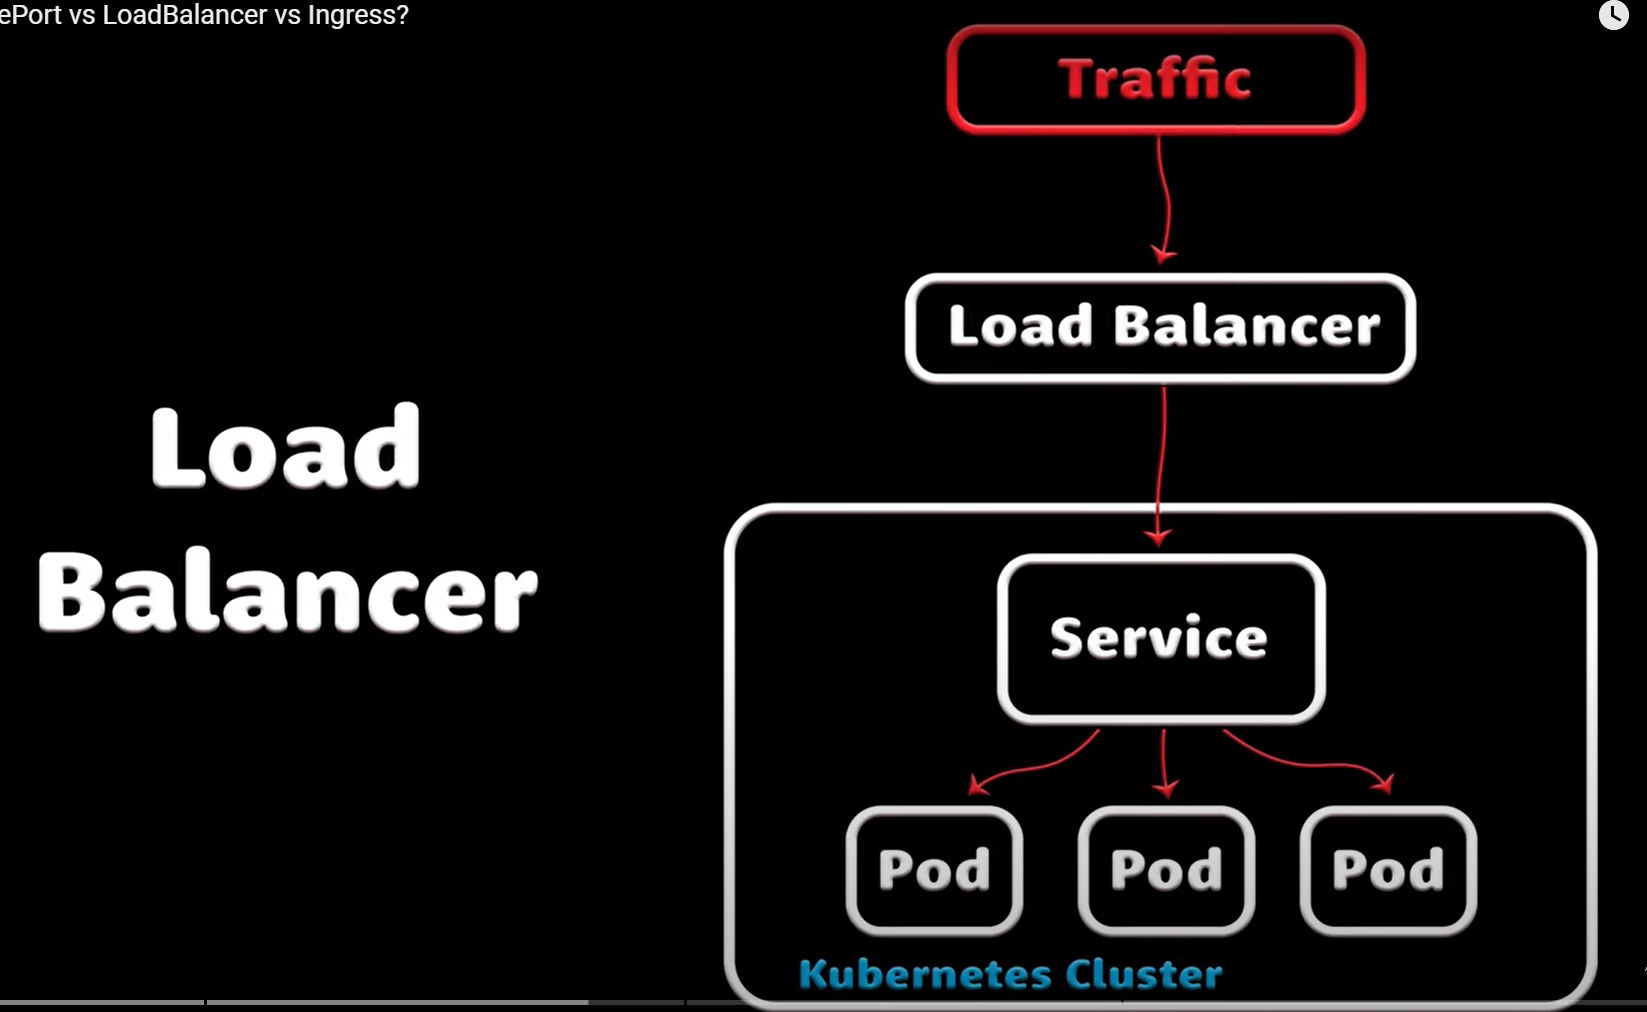 ePort vs LoadBalancer vs Ingress?
Traffic
Load Balancer
Load
Balancer
Service
Pod Pod Pod
Kubernetes Cluster